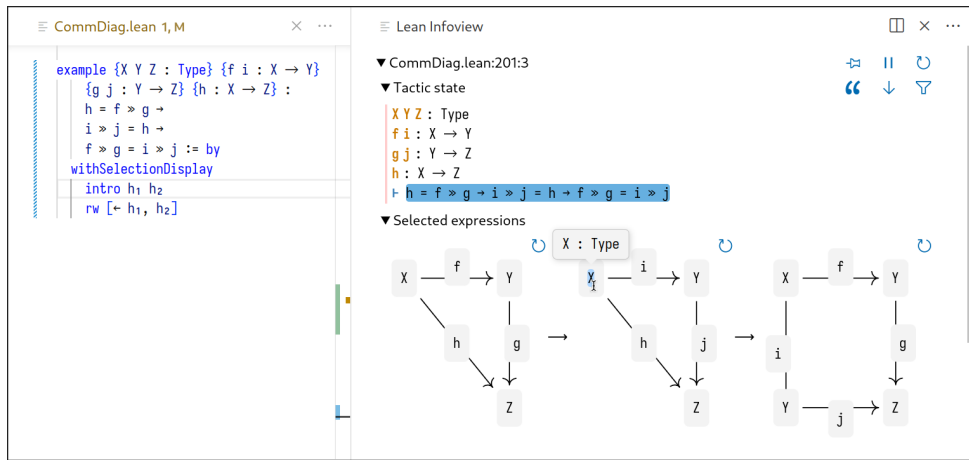 CommDiag.lean 1, M
example {X Y Z : Type} {f i : X → Y}
{g j : Y → Z} {h : X → Z} :
h = f ≫ g →
i ≫ j = h →
f ≫ g = i ≫ j := by
withSelectionDisplay
intro h₁ h₂
rw [← h₁, h₂]
Lean Infoview
▼ CommDiag.lean:201:3
▼ Tactic state
X Y Z : Type
f i : X → Y
g j : Y → Z
h : X → Z
⊢ h = f ≫ g → i ≫ j = h → f ≫ g = i ≫ j
▼ Selected expressions
X : Type
X f Y X i Y X f Y
h g → h j → i g
Z Z Y j Z